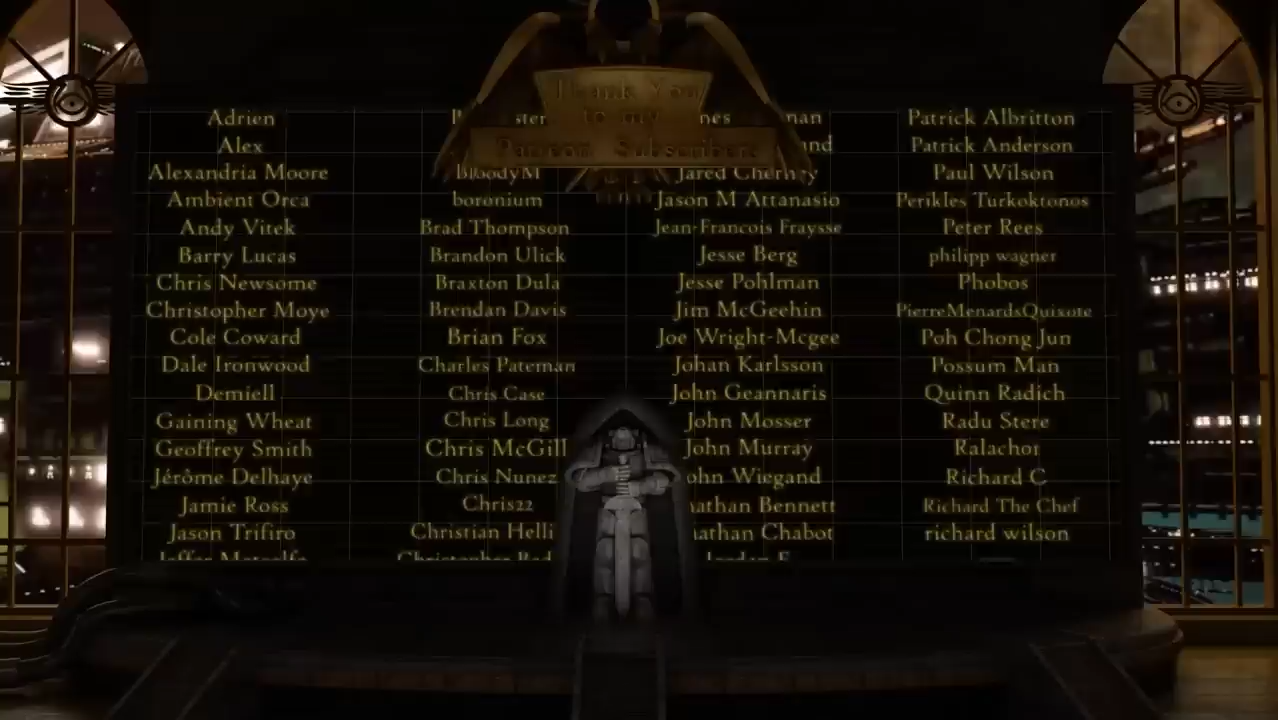 Thank You
to my
Patreon Subscribers
Adrien
Alex
Alexandria Moore
Ambient Orca
Andy Vitek
Barry Lucas
Chris Newsome
Christopher Moye
Cole Coward
Dale Ironwood
Demiell
Gaining Wheat
Geoffrey Smith
Jérôme Delhaye
Jamie Ross
Jason Trifiro
BloodyM
boronium
Brad Thompson
Brandon Ulick
Braxton Dula
Brendan Davis
Brian Fox
Charles Pateman
Chris Case
Chris Long
Chris McGill
Chris Nunez
Chris22
Christian Helli
Jared Cherney
Jason M Attanasio
Jean-Francois Fraysse
Jesse Berg
Jesse Pohlman
Jim McGeehin
Joe Wright-Mcgee
Johan Karlsson
John Geannaris
John Mosser
John Murray
ohn Wiegand
nathan Bennett
nathan Chabot
Patrick Albritton
Patrick Anderson
Paul Wilson
Perikles Turkoktonos
Peter Rees
philipp wagner
Phobos
PierreMenardsQuixote
Poh Chong Jun
Possum Man
Quinn Radich
Radu Stere
Ralachor
Richard C
Richard The Chef
richard wilson